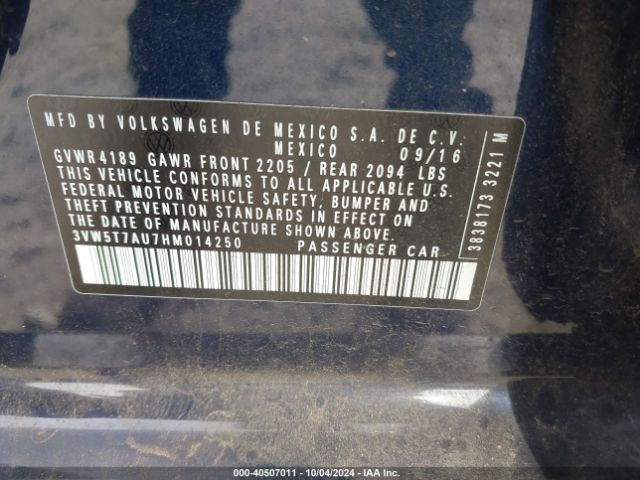 MFD BY VOLKSWAGEN DE MEXICO S.A. DE C.V.
MEXICO 09/16
GVWR 4189 GAWR FRONT 2205 / REAR 2094 LBS
THIS VEHICLE CONFORMS TO ALL APPLICABLE U.S.
FEDERAL MOTOR VEHICLE SAFETY, BUMPER AND
THEFT PREVENTION STANDARDS IN EFFECT ON
THE DATE OF MANUFACTURE SHOWN ABOVE.
3VW5T7AU7HM014250 PASSENGER CAR
3838173 3221 M
000-40507011 - 10/04/2024 - IAA Inc.